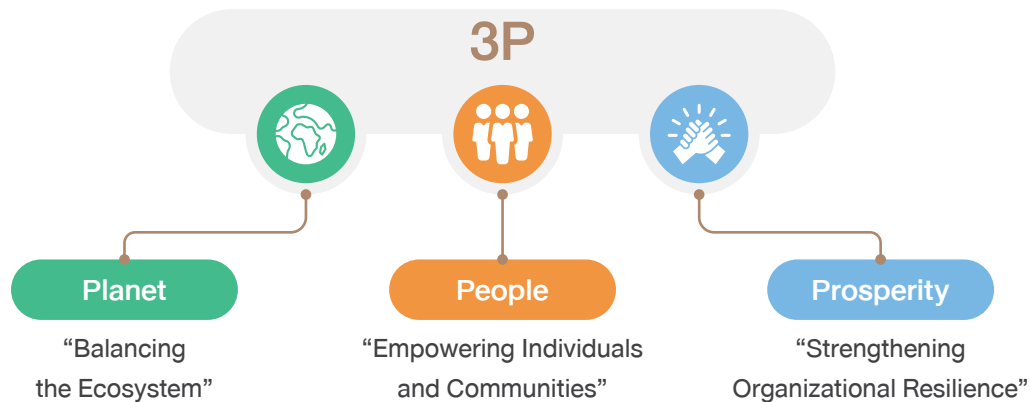 3P
Planet
People
Prosperity
“Balancing
the Ecosystem”
“Empowering Individuals
and Communities”
“Strengthening
Organizational Resilience”